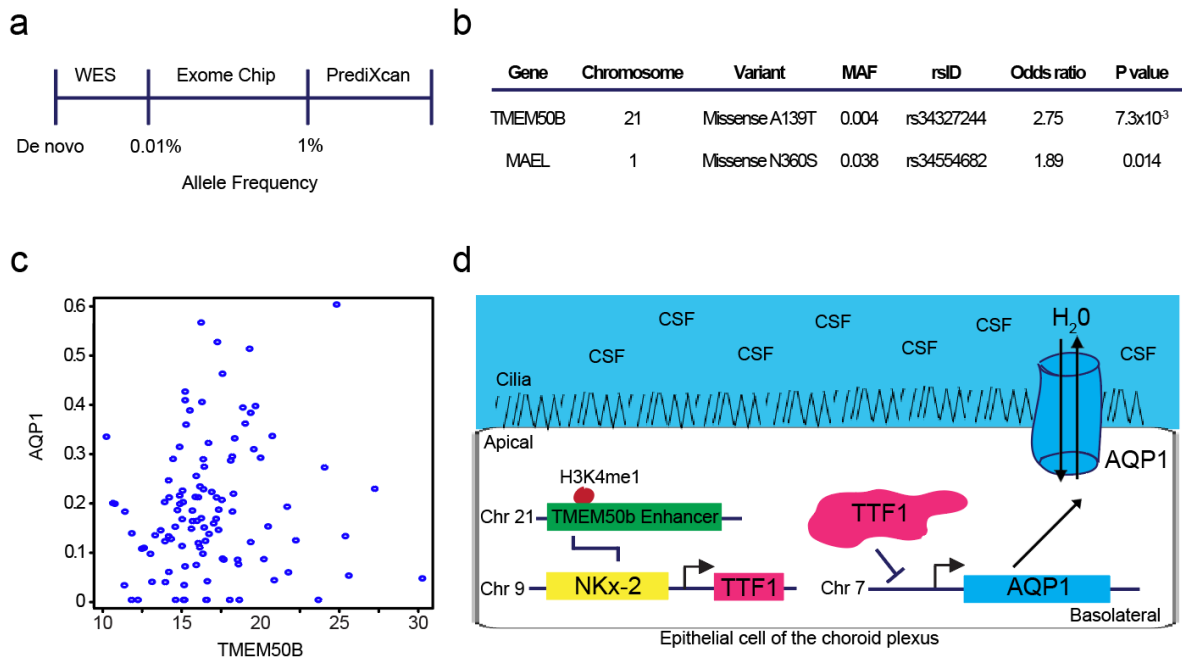 a
WES Exome Chip PrediXcan
De novo 0.01% 1%
Allele Frequency
b
Gene Chromosome Variant MAF rsID Odds ratio P value
TMEM50B 21 Missense A139T 0.004 rs34327244 2.75 7.3x10-3
MAEL 1 Missense N360S 0.038 rs34554682 1.89 0.014
c
AQP1
0.6
0.5
0.4
0.3
0.2
0.1
0
10 15 20 25 30
TMEM50B
d
CSF CSF CSF H20
CSF CSF CSF CSF
Cilia
Apical
AQP1
H3K4me1
Chr 21 TMEM50b Enhancer
TTF1
Chr 9 NKx-2 TTF1
Chr 7 AQP1
Basolateral
Epithelial cell of the choroid plexus